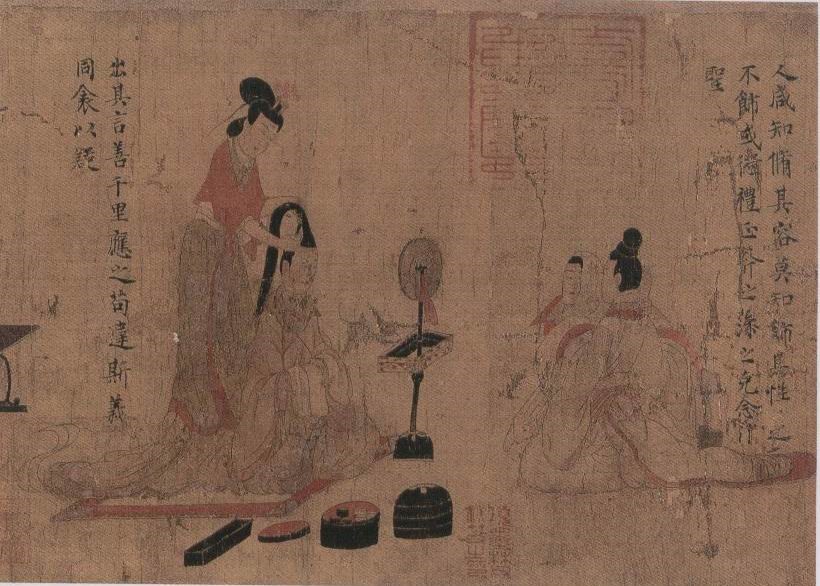 人咸知脩其容莫知飾其性〻之
不飾或愆禮正斧之藻之克念作
聖
出其言善千里應之苟違斯義
同衾以疑